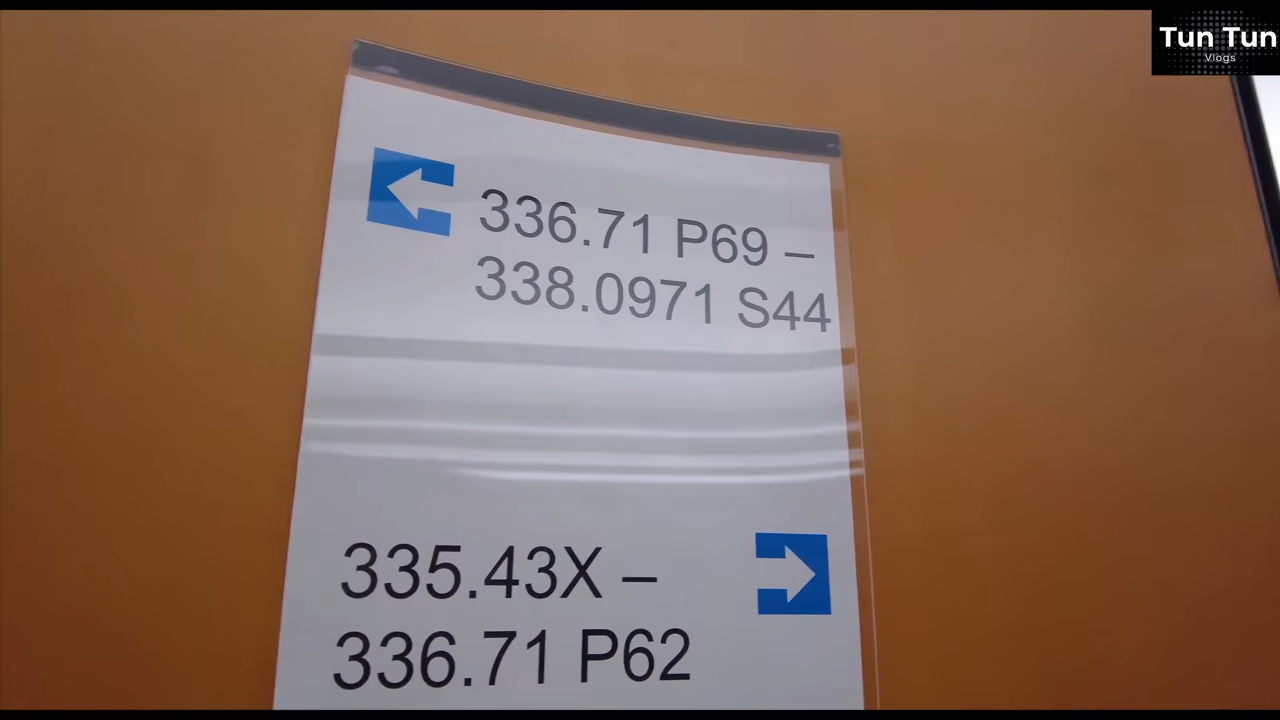 Tun Tun
Vlogs
336.71 P69 –
338.0971 S44
335.43X –
336.71 P62